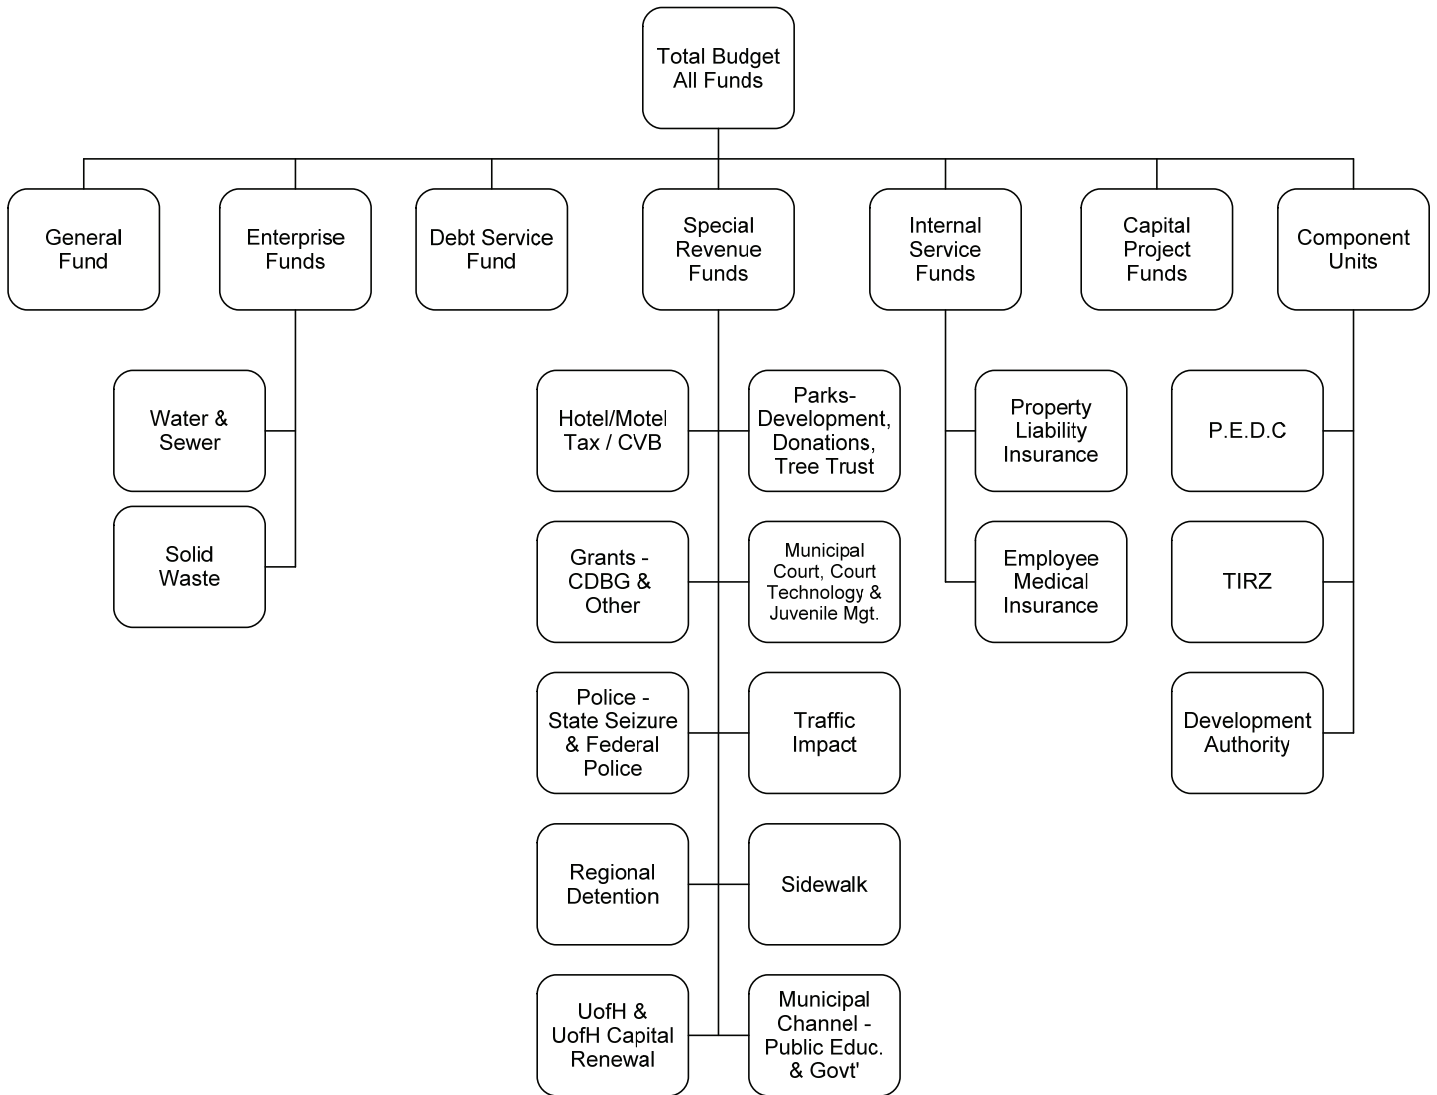 Total Budget
All Funds
General
Fund
Enterprise
Funds
Debt Service
Fund
Special
Revenue
Funds
Internal
Service
Funds
Capital
Project
Funds
Component
Units
Water &
Sewer
Solid
Waste
Hotel/Motel
Tax / CVB
Parks-
Development,
Donations,
Tree Trust
Grants -
CDBG &
Other
Municipal
Court, Court
Technology &
Juvenile Mgt.
Police -
State Seizure
& Federal
Police
Traffic
Impact
Regional
Detention
Sidewalk
UofH &
UofH Capital
Renewal
Municipal
Channel -
Public Educ.
& Govt'
Property
Liability
Insurance
Employee
Medical
Insurance
P.E.D.C
TIRZ
Development
Authority